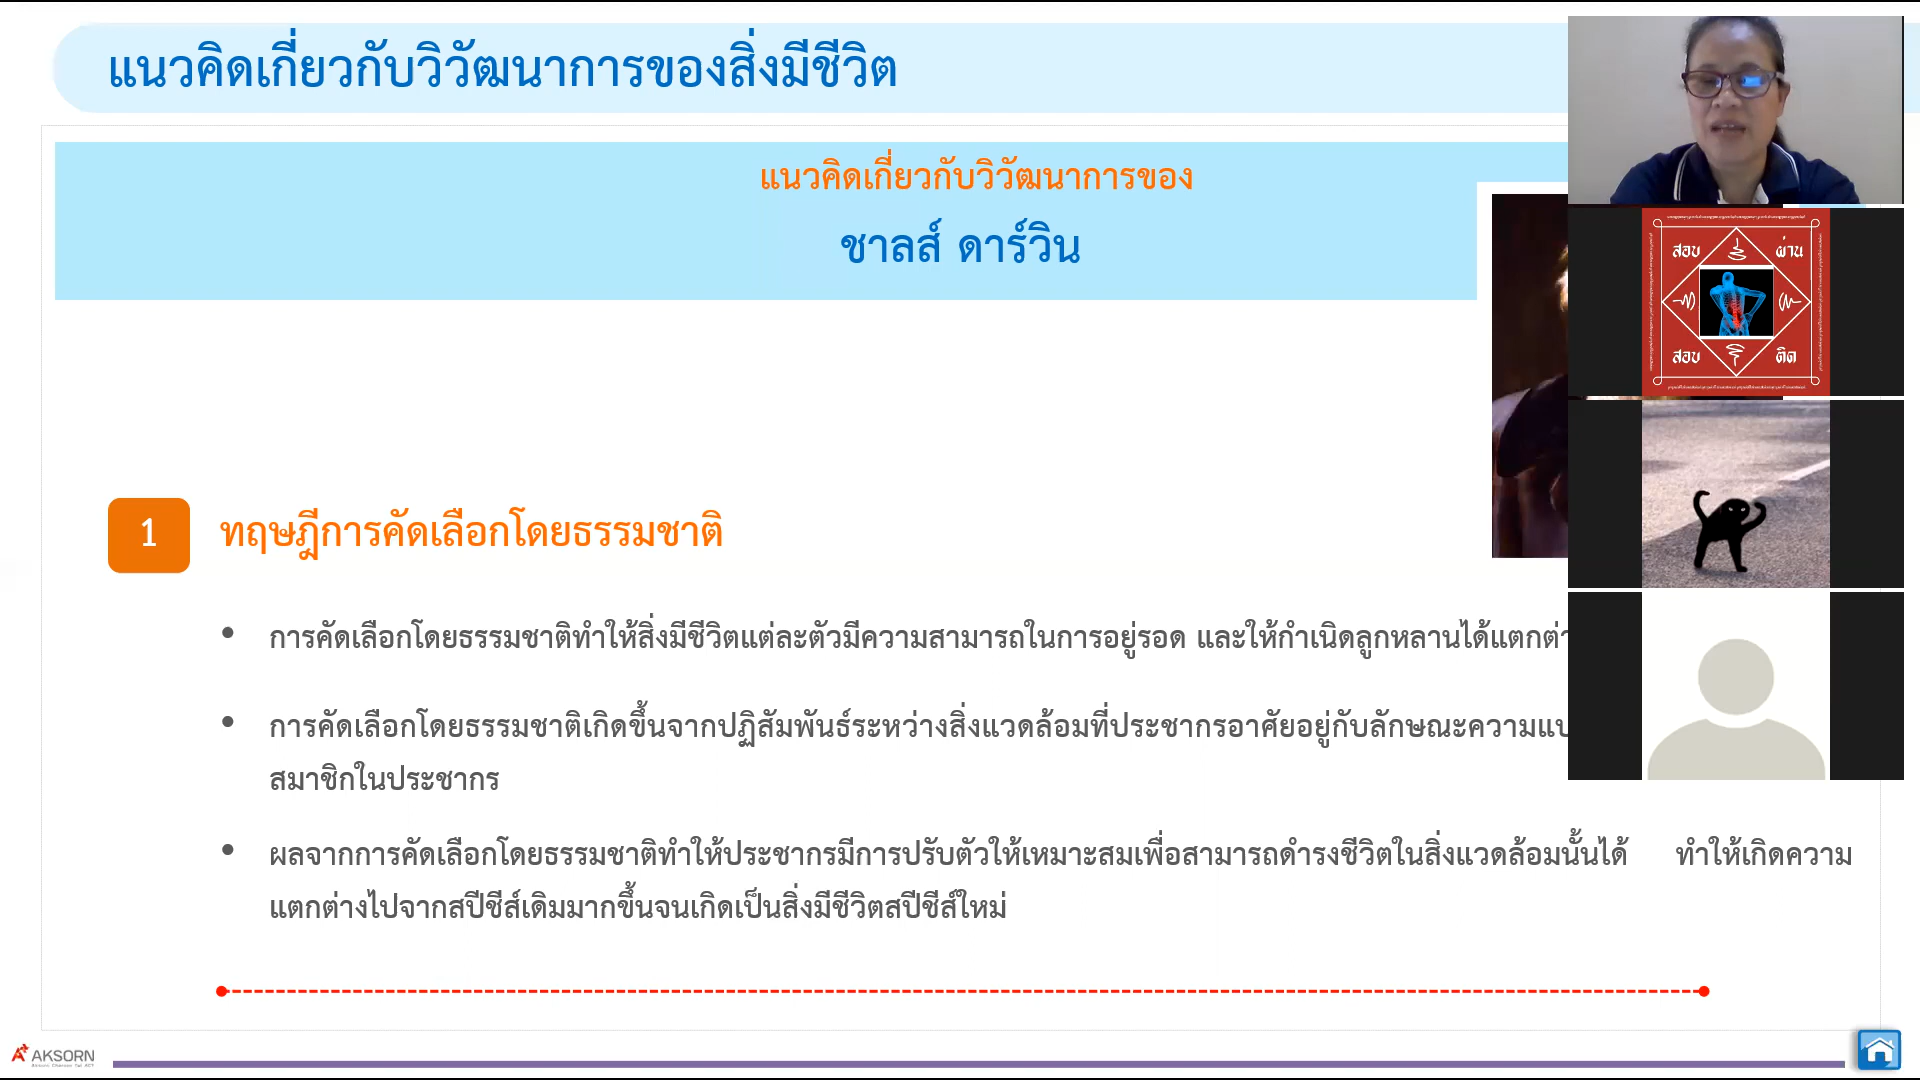 แนวคิดเกี่ยวกับวิวัฒนาการของสิ่งมีชีวิต
แนวคิดเกี่ยวกับวิวัฒนาการของ
ชาลส์ ดาร์วิน
สอบ ผ่าน
สอบ ติด
1 ทฤษฎีการคัดเลือกโดยธรรมชาติ
• การคัดเลือกโดยธรรมชาติทำให้สิ่งมีชีวิตแต่ละตัวมีความสามารถในการอยู่รอด และให้กำเนิดลูกหลานได้
• การคัดเลือกโดยธรรมชาติเกิดขึ้นจากปฏิสัมพันธ์ระหว่างสิ่งแวดล้อมที่ประชากรอาศัยอยู่กับลักษณะความ
สมาชิกในประชากร
• ผลจากการคัดเลือกโดยธรรมชาติทำให้ประชากรมีการปรับตัวให้เหมาะสมเพื่อสามารถดำรงชีวิตในสิ่งแวดล้อมนั้นได้ ทำให้เกิดความ
แตกต่างไปจากสปีชีส์เดิมมากขึ้นจนเกิดเป็นสิ่งมีชีวิตสปีชีส์ใหม่
AKSORN